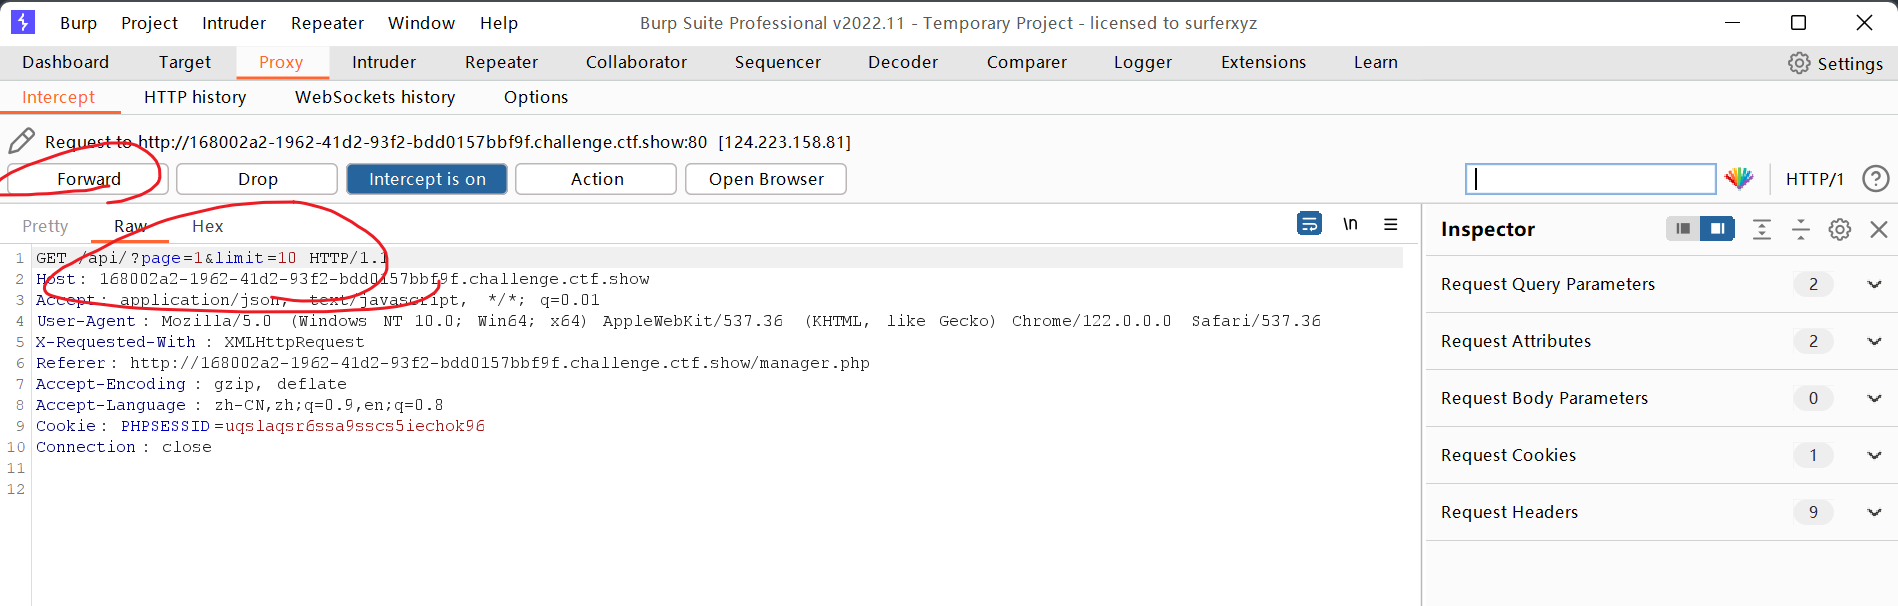 Burp Project Intruder Repeater Window Help Burp Suite Professional v2022.11 - Temporary Project - licensed to surferxyz
Dashboard Target Proxy Intruder Repeater Collaborator Sequencer Decoder Comparer Logger Extensions Learn Settings
Intercept HTTP history WebSockets history Options
Request to http://168002a2-1962-41d2-93f2-bdd0157bbf9f.challenge.ctf.show:80 [124.223.158.81]
Forward Drop Intercept is on Action Open Browser HTTP/1 ?
Pretty Raw Hex \n
Inspector
1 GET /api/?page=1&limit=10 HTTP/1.1
2 Host: 168002a2-1962-41d2-93f2-bdd0157bbf9f.challenge.ctf.show
3 Accept: application/json, text/javascript, */*; q=0.01
4 User-Agent: Mozilla/5.0 (Windows NT 10.0; Win64; x64) AppleWebKit/537.36 (KHTML, like Gecko) Chrome/122.0.0.0 Safari/537.36
5 X-Requested-With: XMLHttpRequest
6 Referer: http://168002a2-1962-41d2-93f2-bdd0157bbf9f.challenge.ctf.show/manager.php
7 Accept-Encoding: gzip, deflate
8 Accept-Language: zh-CN,zh;q=0.9,en;q=0.8
9 Cookie: PHPSESSID=uqslaqsr6ssa9sscs5iechok96
10 Connection: close
11
12
Request Query Parameters 2
Request Attributes 2
Request Body Parameters 0
Request Cookies 1
Request Headers 9